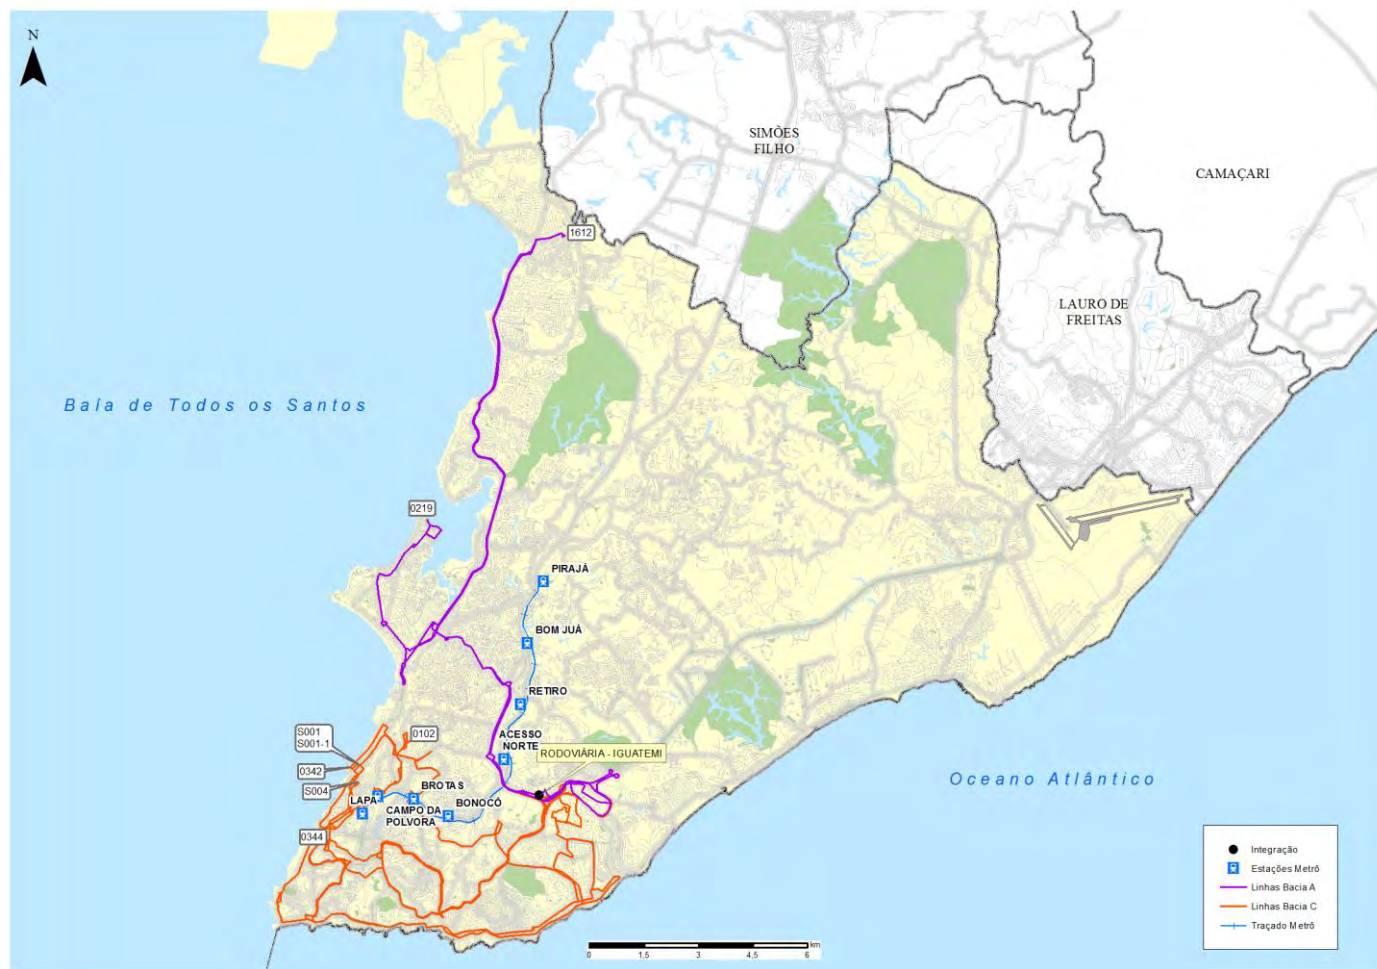 N
SIMÕES
FILHO
CAMAÇARI
1612
LAURO DE
FREITAS
Baía de Todos os Santos
0219
PIRAJÁ
BOM JUÁ
RETIRO
S001
S001-1
0102
ACESSO
NORTE
RODOVIÁRIA - IGUATEMI
0342
S004
BROTAS
LAPA
CAMPO DA
POLVORA
BONOCÔ
0344
Oceano Atlântico
Integração
Estações Metrô
Linhas Bacia A
Linhas Bacia C
Traçado Metrô
km
0 1,5 3 4,5 6